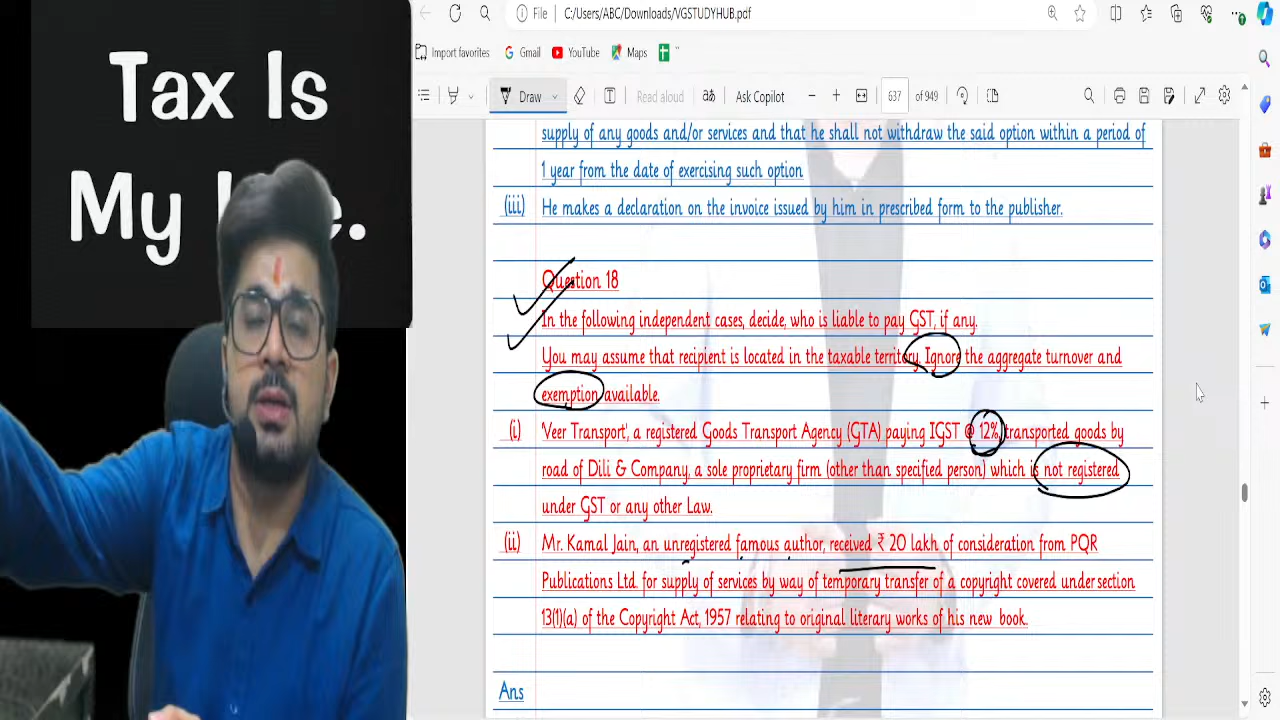 Tax Is
My
File
C:/Users/ABC/Downloads/VGSTUDYHUB.pdf
Import favorites
Gmail
YouTube
Maps
Draw
Read aloud
Ask Copilot
637 of 949
supply of any goods and/or services and that he shall not withdraw the said option within a period of
1 year from the date of exercising such option
(iii) He makes a declaration on the invoice issued by him in prescribed form to the publisher.
Question 18
In the following independent cases, decide, who is liable to pay GST, if any.
You may assume that recipient is located in the taxable territory. Ignore the aggregate turnover and
exemption available.
(i) 'Veer Transport', a registered Goods Transport Agency (GTA) paying IGST @ 12%, transported goods by
road of Dili & Company, a sole proprietary firm (other than specified person) which is not registered
under GST or any other Law.
(ii) Mr. Kamal Jain, an unregistered famous author, received ₹ 20 lakh of consideration from PQR
Publications Ltd. for supply of services by way of temporary transfer of a copyright covered under section
13(1)(a) of the Copyright Act, 1957 relating to original literary works of his new book.
Ans